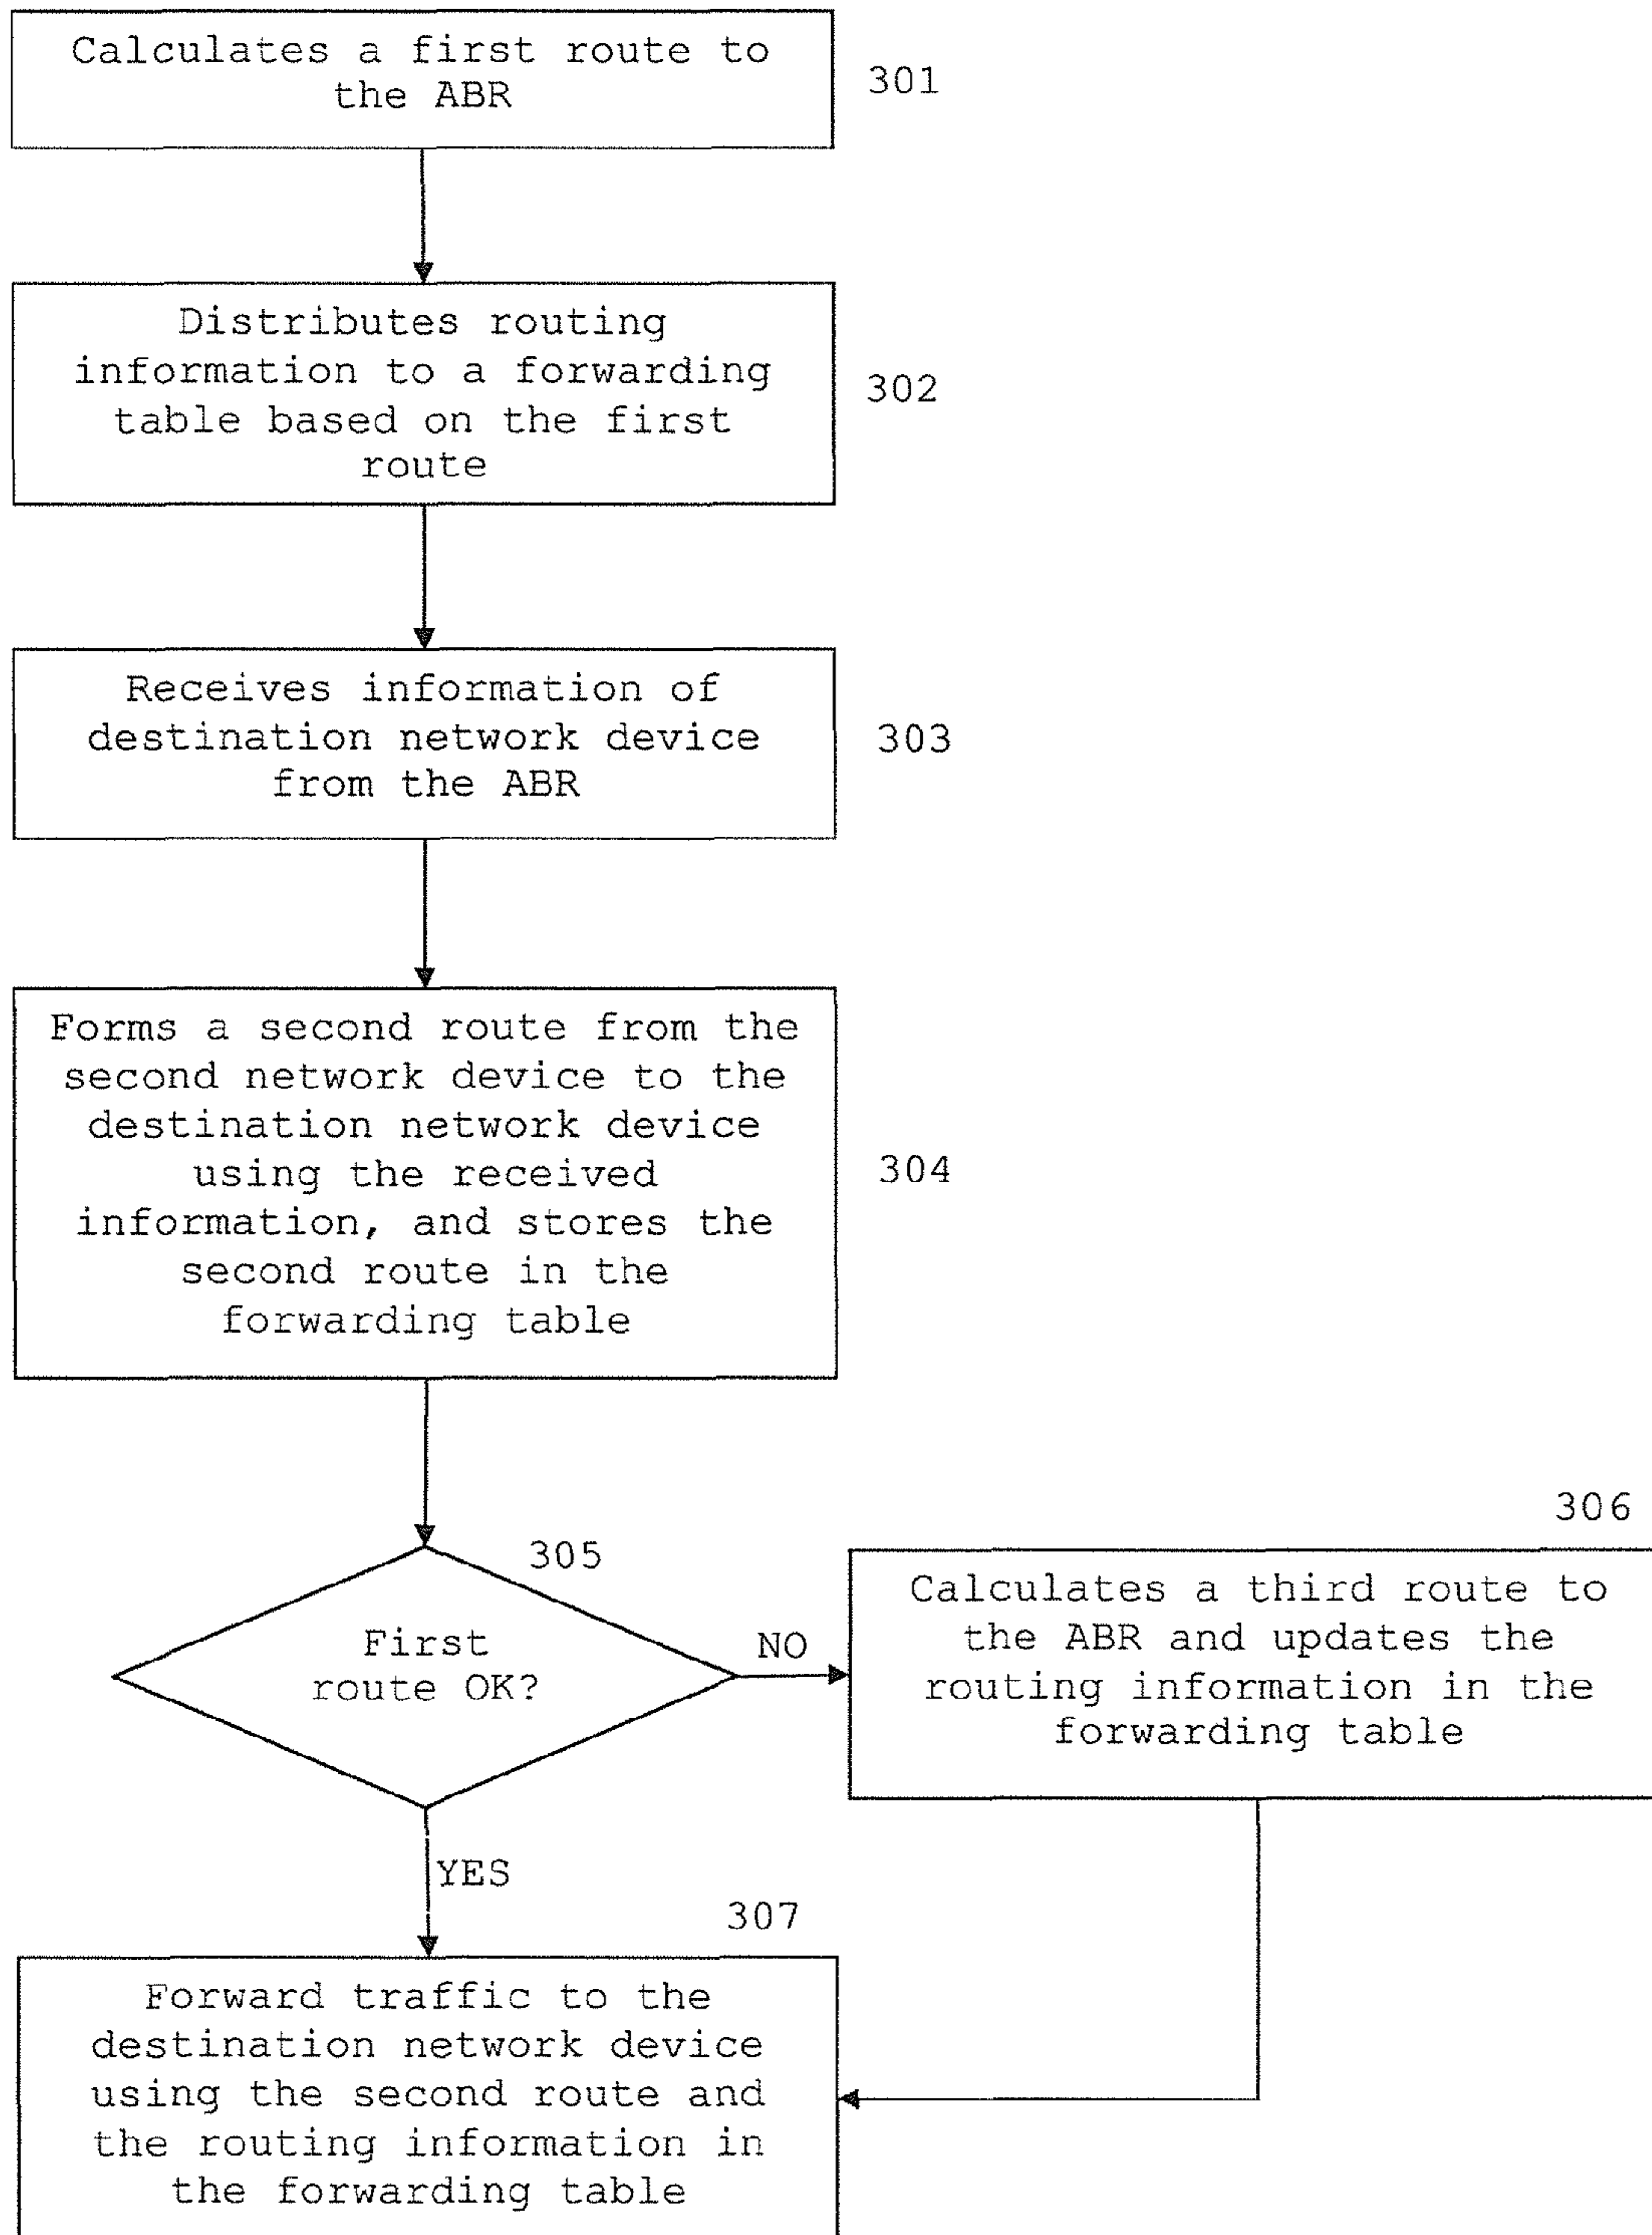 Calculates a first route to
the ABR
301
Distributes routing
information to a forwarding
table based on the first
route
302
Receives information of
destination network device
from the ABR
303
Forms a second route from the
second network device to the
destination network device
using the received
information, and stores the
second route in the
forwarding table
304
305
First
route OK?
NO
306
Calculates a third route to
the ABR and updates the
routing information in the
forwarding table
YES
307
Forward traffic to the
destination network device
using the second route and
the routing information in
the forwarding table